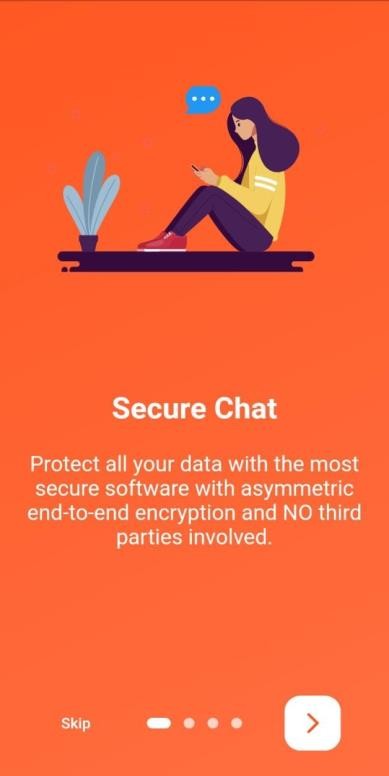 Secure Chat
Protect all your data with the most
secure software with asymmetric
end-to-end encryption and NO third
parties involved.
Skip